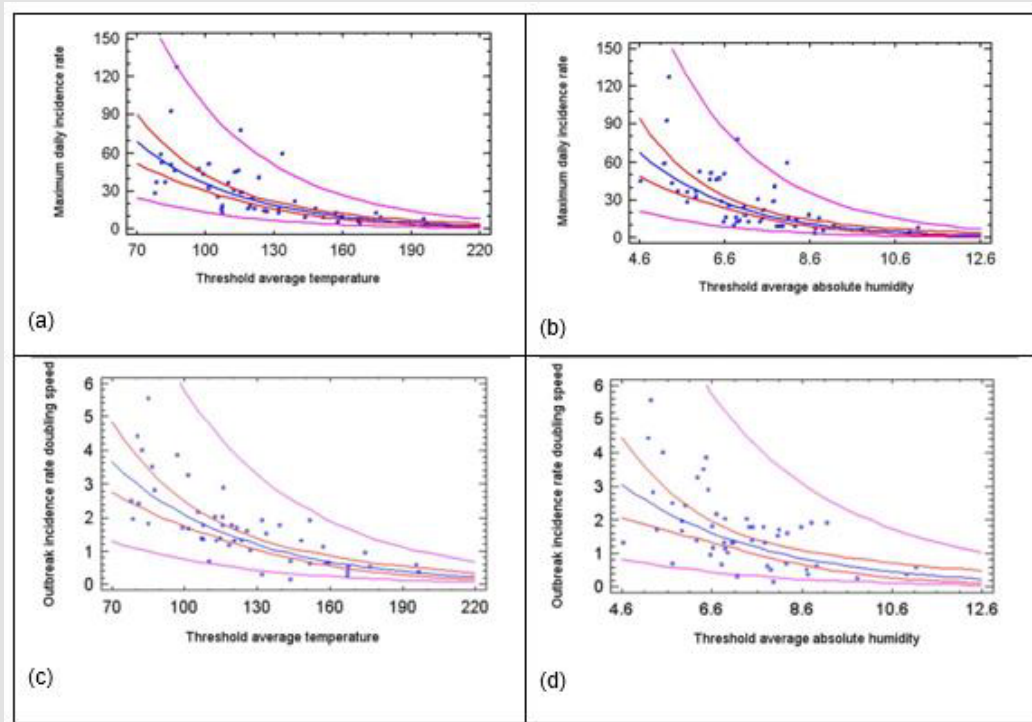 Maximum daily incidence rate
150
120
90
60
30
0
70 100 130 160 190 220
Threshold average temperature
(a)
Maximum daily incidence rate
150
120
90
60
30
0
4.6 6.6 8.6 10.6 12.6
Threshold average absolute humidity
(b)
Outbreak incidence rate doubling speed
6
5
4
3
2
1
0
70 100 130 160 190 220
Threshold average temperature
(c)
Outbreak incidence rate doubling speed
6
5
4
3
2
1
0
4.6 6.6 8.6 10.6 12.6
Threshold average absolute humidity
(d)